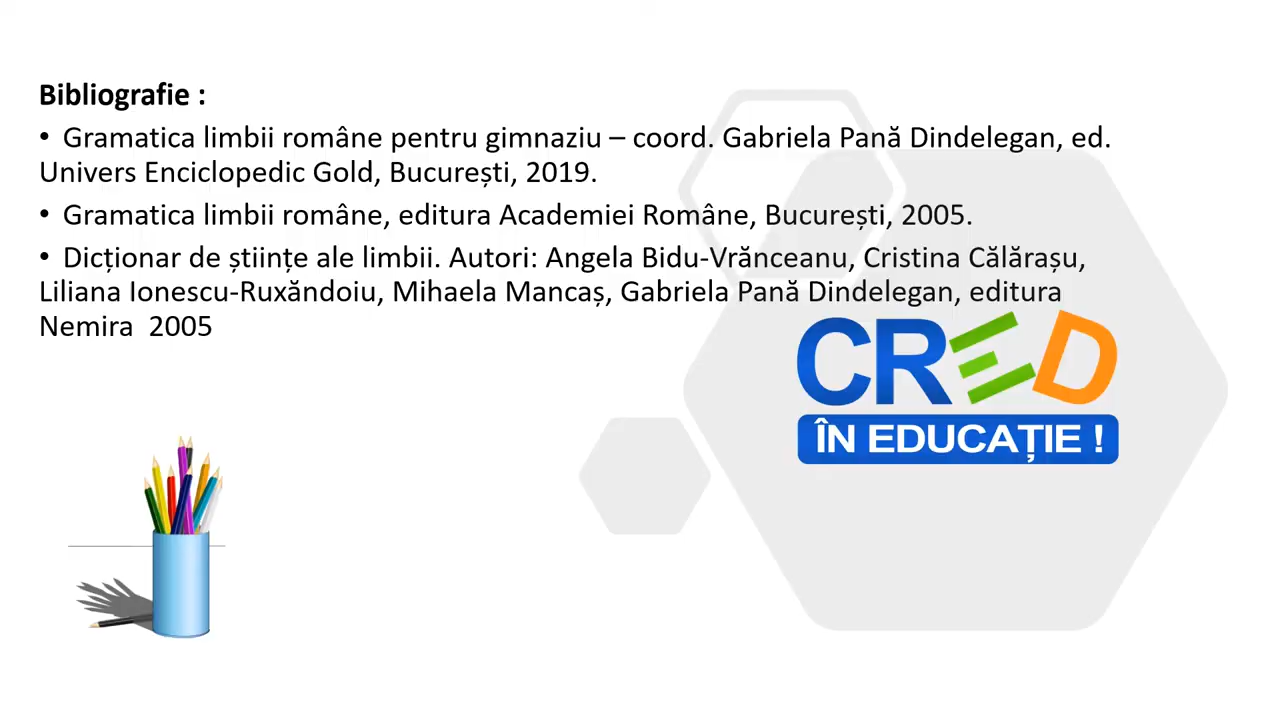 Bibliografie :
• Gramatica limbii române pentru gimnaziu – coord. Gabriela Pană Dindelegan, ed.
Univers Enciclopedic Gold, București, 2019.
• Gramatica limbii române, editura Academiei Române, București, 2005.
• Dicționar de științe ale limbii. Autori: Angela Bidu-Vrănceanu, Cristina Călărașu,
Liliana Ionescu-Ruxăndoiu, Mihaela Mancaș, Gabriela Pană Dindelegan, editura
Nemira 2005
CRED
ÎN EDUCAȚIE !